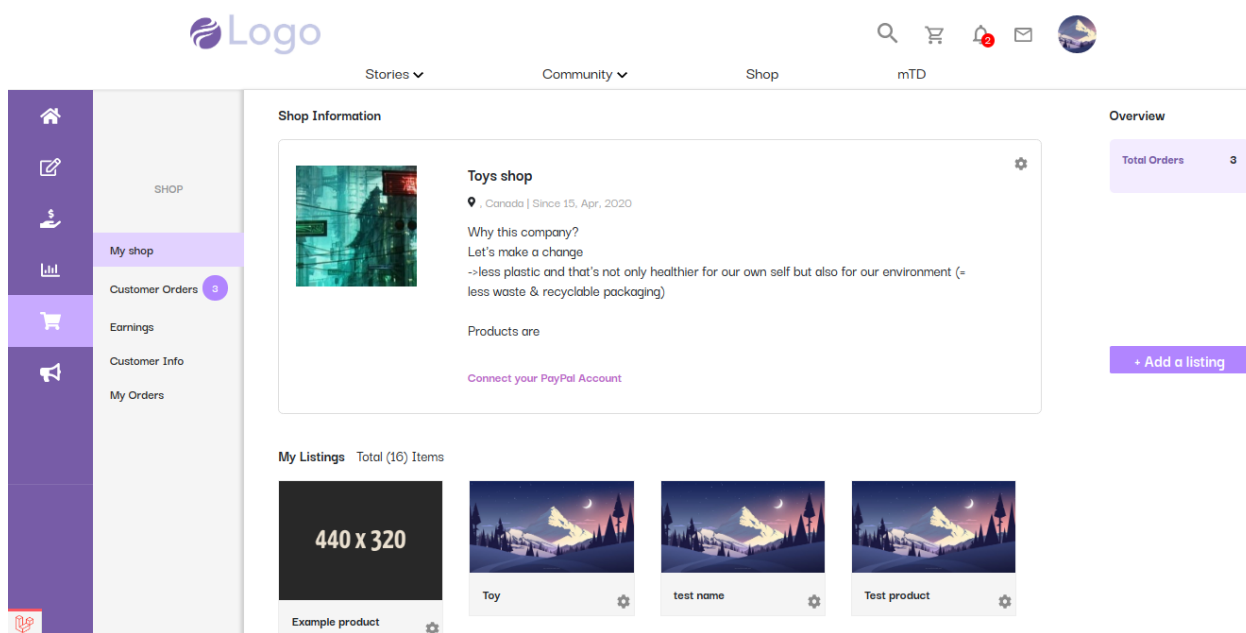 Logo
2
Stories
Community
Shop
mTD
SHOP
My shop
Customer Orders 3
Earnings
Customer Info
My Orders
Shop Information
Toys shop
, Canada | Since 15, Apr, 2020
Why this company?
Let's make a change
->less plastic and that's not only healthier for our own self but also for our environment (=
less waste & recyclable packaging)
Products are
Connect your PayPal Account
Overview
Total Orders 3
+ Add a listing
My Listings Total (16) Items
440 x 320
Example product
Toy
test name
Test product